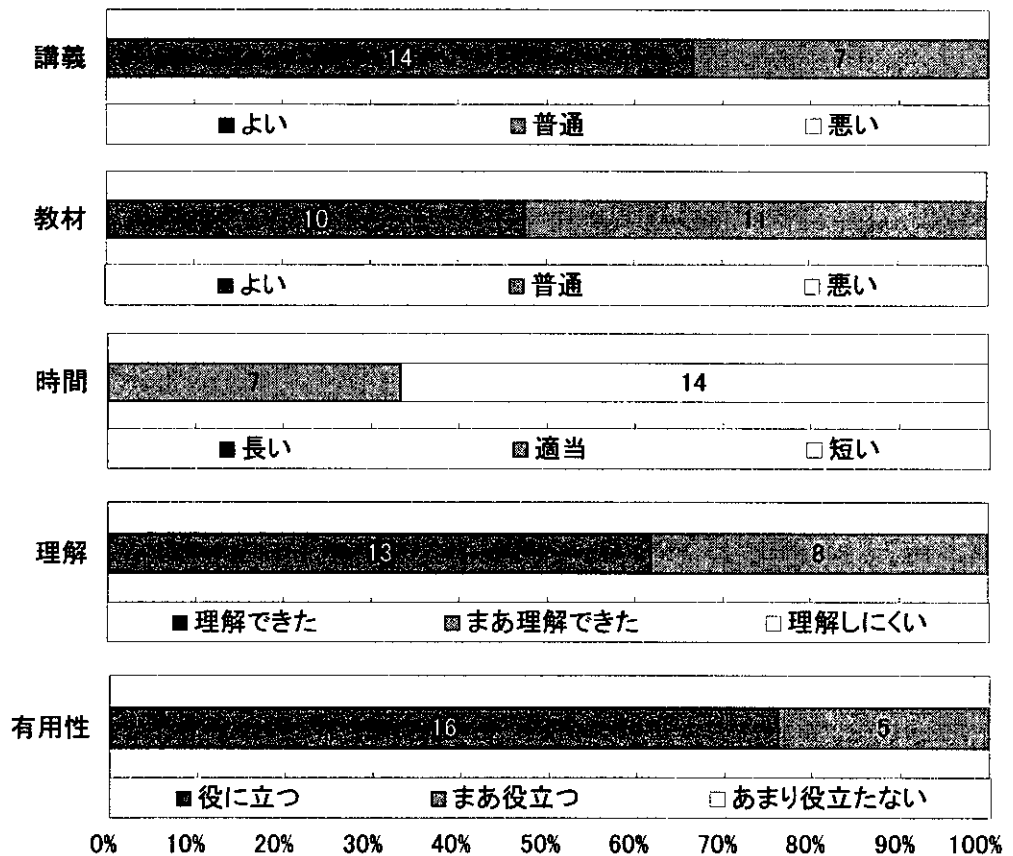 講義
14 7
■よい ■普通 □悪い
教材
10 11
■よい ■普通 □悪い
時間
7 14
■長い ■適当 □短い
理解
13 8
■理解できた ■まあ理解できた □理解しにくい
有用性
16 5
■役に立つ ■まあ役立つ □あまり役立たない
0% 10% 20% 30% 40% 50% 60% 70% 80% 90% 100%